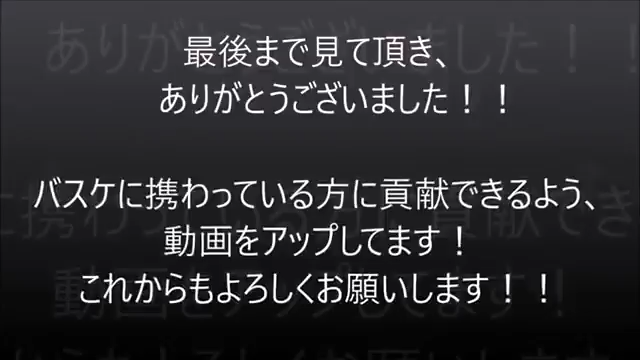 最後まで見て頂き、
ありがとうございました！！
バスケに携わっている方に貢献できるよう、
動画をアップしてます！
これからもよろしくお願いします！！